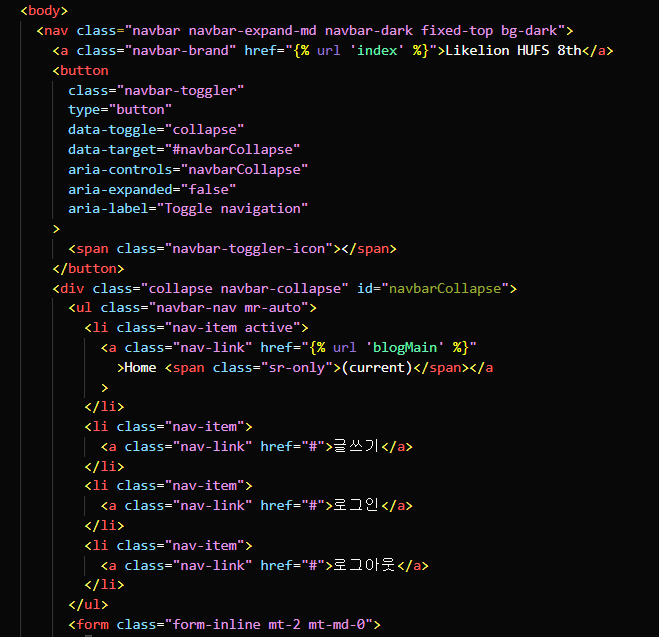 <body>
<nav class="navbar navbar-expand-md navbar-dark fixed-top bg-dark">
<a class="navbar-brand" href="{% url 'index' %}">Likelion HUFS 8th</a>
<button
class="navbar-toggler"
type="button"
data-toggle="collapse"
data-target="#navbarCollapse"
aria-controls="navbarCollapse"
aria-expanded="false"
aria-label="Toggle navigation"
>
<span class="navbar-toggler-icon"></span>
</button>
<div class="collapse navbar-collapse" id="navbarCollapse">
<ul class="navbar-nav mr-auto">
<li class="nav-item active">
<a class="nav-link" href="{% url 'blogMain' %}"
>Home <span class="sr-only">(current)</span></a
>
</li>
<li class="nav-item">
<a class="nav-link" href="#">글쓰기</a>
</li>
<li class="nav-item">
<a class="nav-link" href="#">로그인</a>
</li>
<li class="nav-item">
<a class="nav-link" href="#">로그아웃</a>
</li>
</ul>
<form class="form-inline mt-2 mt-md-0">